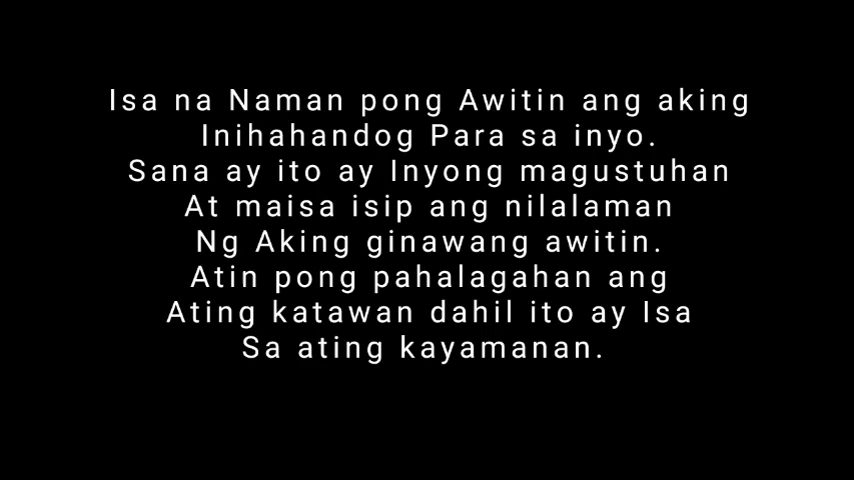 Isa na Naman pong Awitin ang aking
Inihahandog Para sa inyo.
Sana ay ito ay Inyong magustuhan
At maisa isip ang nilalaman
Ng Aking ginawang awitin.
Atin pong pahalagahan ang
Ating katawan dahil ito ay Isa
Sa ating kayamanan.